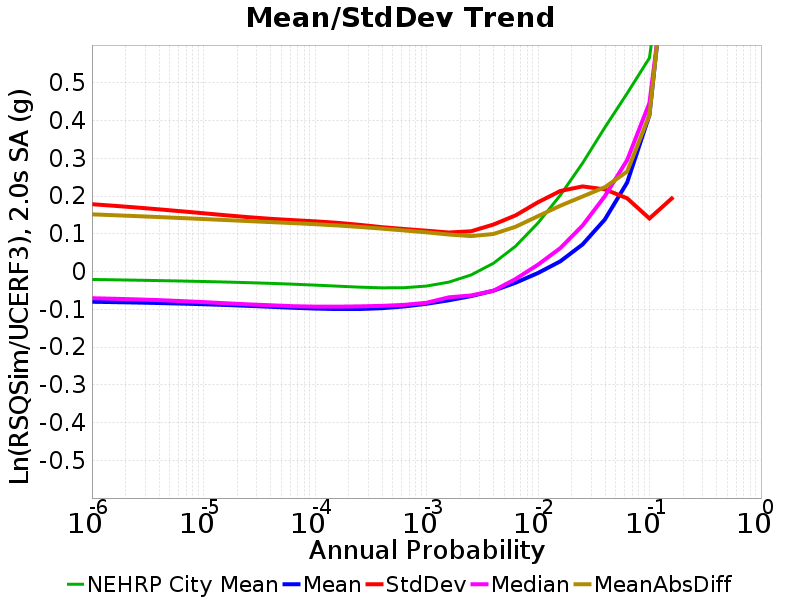 Mean/StdDev Trend
Ln(RSQSim/UCERF3), 2.0s SA (g)
0.5
0.4
0.3
0.2
0.1
0
-0.1
-0.2
-0.3
-0.4
-0.5
10^-6 10^-5 10^-4 10^-3 10^-2 10^-1 10^0
Annual Probability
NEHRP City Mean Mean StdDev Median MeanAbsDiff